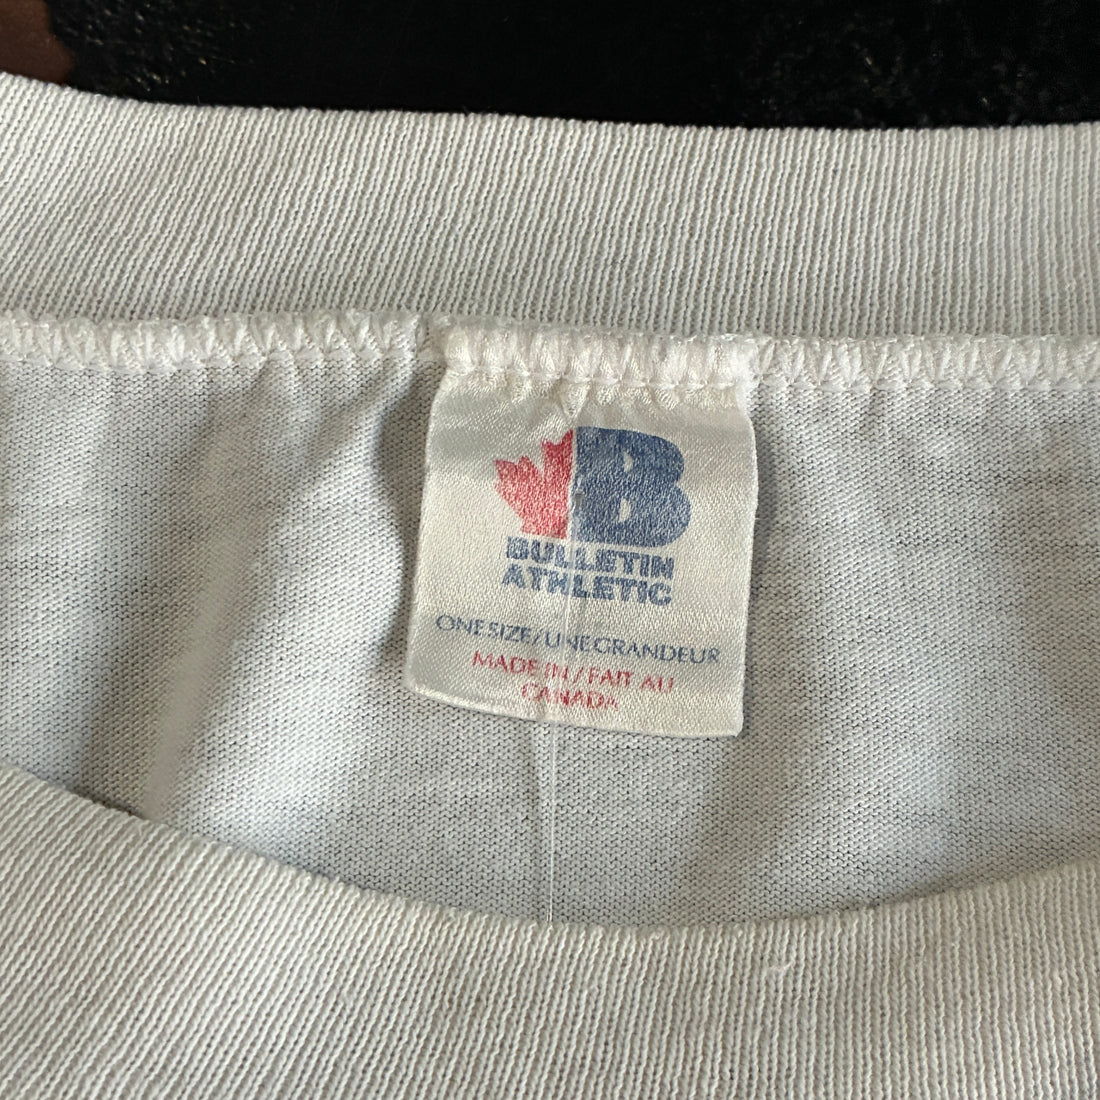 B
BULLETIN
ATHLETIC
ONE SIZE/UNE GRANDEUR
MADE IN/FAIT AU
CANADA